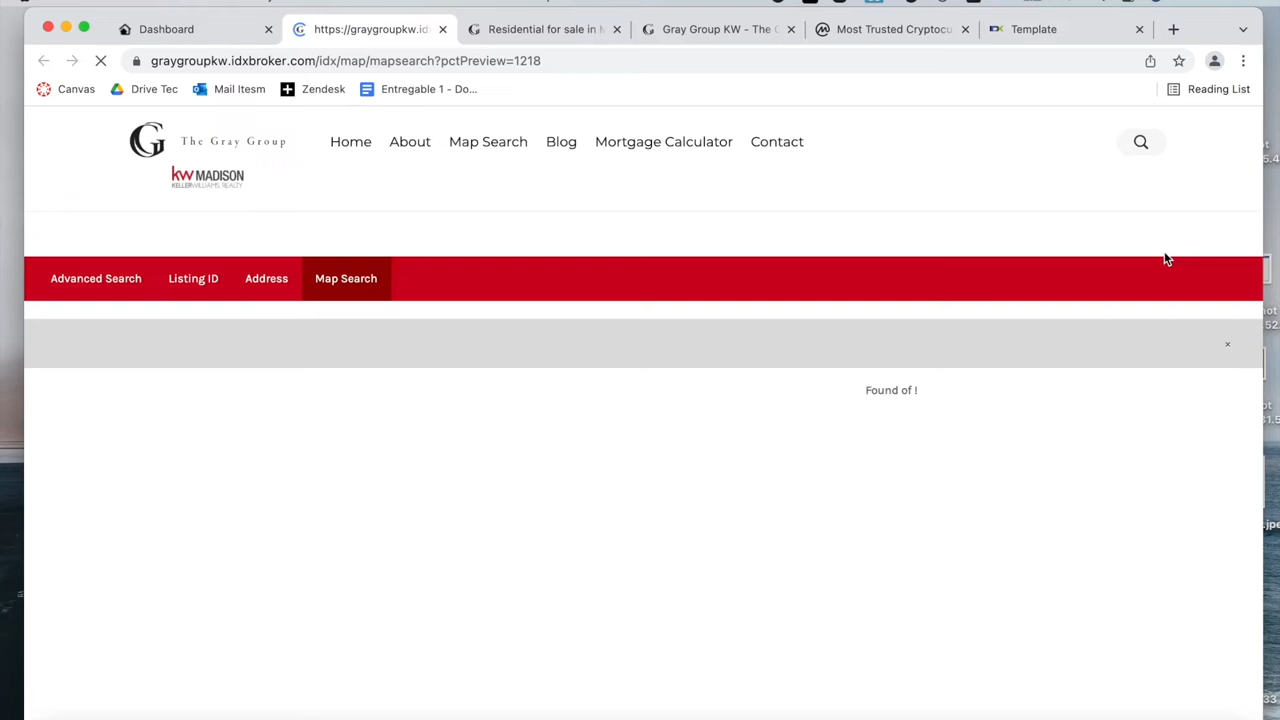 Dashboard
https://graygroupkw.id
Residential for sale in
Gray Group KW - The
Most Trusted Cryptocu
Template
graygroupkw.idxbroker.com/idx/map/mapsearch?pctPreview=1218
Canvas
Drive Tec
Mail Itesm
Zendesk
Entregable 1 - Do...
Reading List
G The Gray Group
kw MADISON
KELLERWILLIAMS. REALTY
Home
About
Map Search
Blog
Mortgage Calculator
Contact
Advanced Search
Listing ID
Address
Map Search
×
Found of !